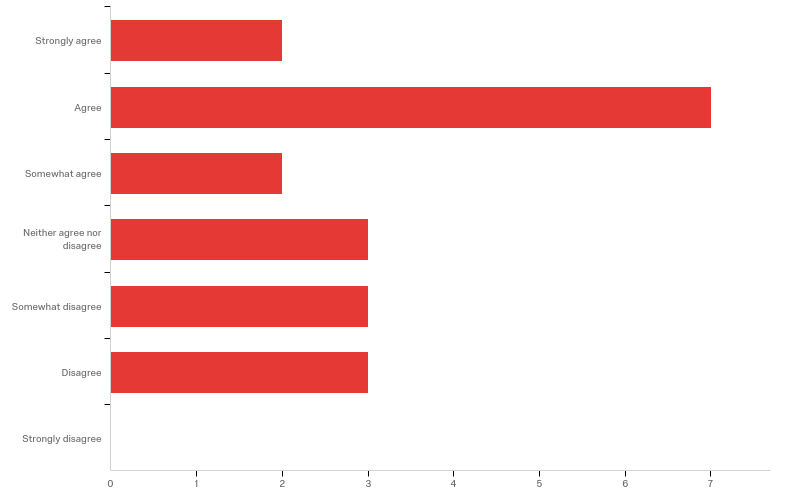 Strongly agree
Agree
Somewhat agree
Neither agree nor
disagree
Somewhat disagree
Disagree
Strongly disagree
0 1 2 3 4 5 6 7